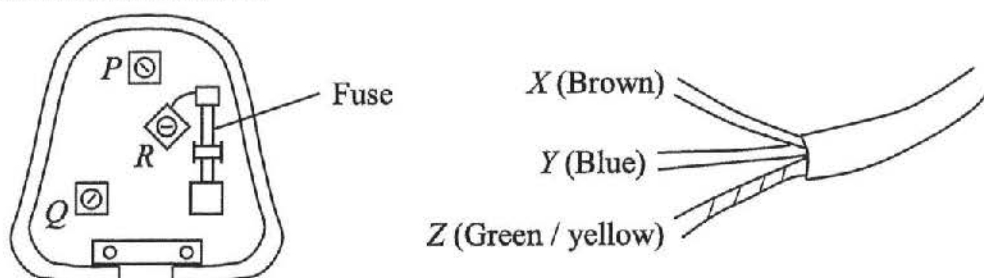 P
Fuse
R
Q
X (Brown)
Y (Blue)
Z (Green / yellow)